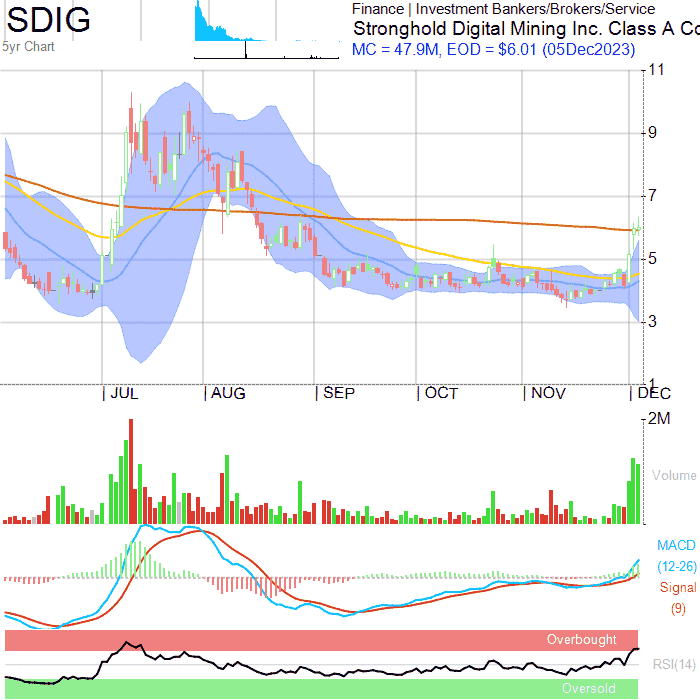 SDIG
5yr Chart
Finance | Investment Bankers/Brokers/Service
Stronghold Digital Mining Inc. Class A Co
MC = 47.9M, EOD = $6.01 (05Dec2023)
11
9
7
5
3
1
JUL AUG SEP OCT NOV DEC
2M
Volume
MACD
(12-26)
Signal
(9)
Overbought
RSI(14)
Oversold